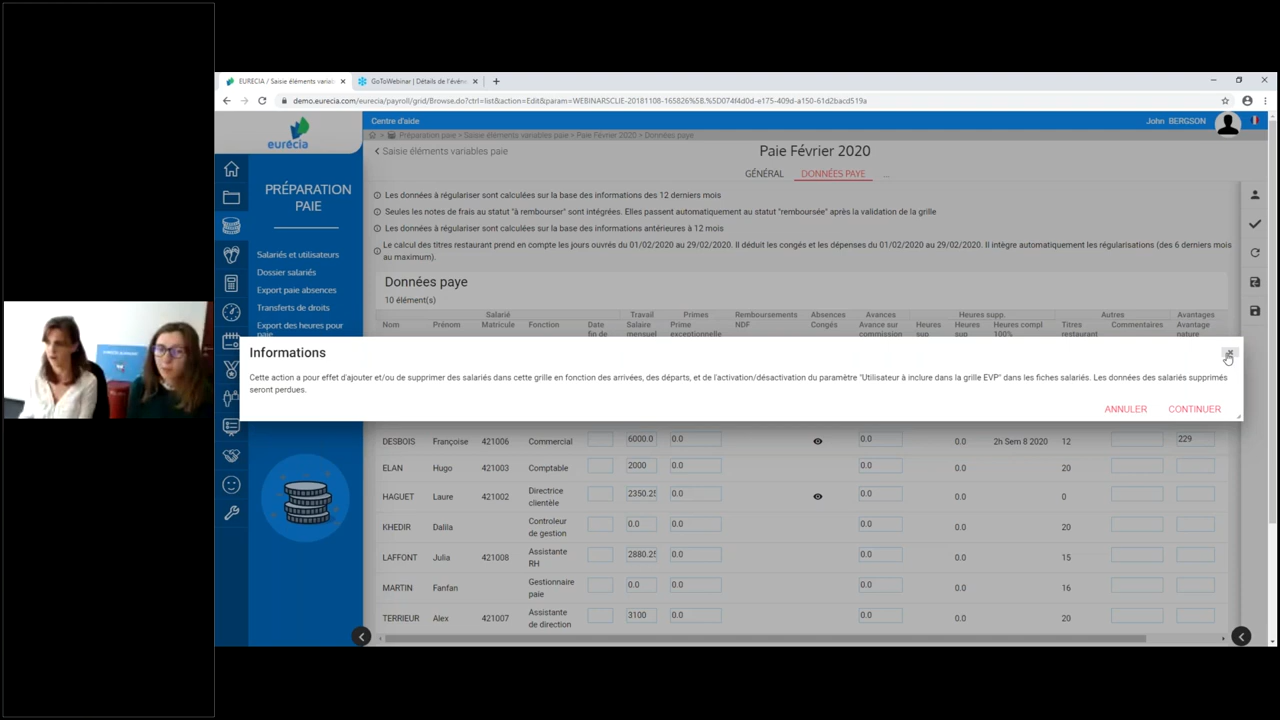 EURECIA / Saisie éléments variab
GoToWebinar | Détails de l'événe
demo.eurecia.com/eurecia/payroll/grid/Browse.do?ctrl=list&action=Edit&param=WEBINARSCLIE-20181108-165826%5B.%5D074f4d0d-e175-409d-a150-61d2bacd519a
eurécia
Centre d'aide
John BERGSON
> Préparation paie > Saisie éléments variables paie > Paie Février 2020 > Données paye
Saisie éléments variables paie
Paie Février 2020
GÉNÉRAL DONNÉES PAYE ...
PRÉPARATION
PAIE
Salariés et utilisateurs
Dossier salariés
Export paie absences
Transferts de droits
Export des heures pour
paie
Les données à régulariser sont calculées sur la base des informations des 12 derniers mois
Seules les notes de frais au statut "à rembourser" sont intégrées. Elles passent automatiquement au statut "remboursée" après la validation de la grille
Les données à régulariser sont calculées sur la base des informations antérieures à 12 mois
Le calcul des titres restaurant prend en compte les jours ouvrés du 01/02/2020 au 29/02/2020. Il déduit les congés et les dépenses du 01/02/2020 au 29/02/2020. Il intègre automatiquement les régularisations (des 6 derniers mois
au maximum).
Données paye
10 élément(s)
Salarié Travail Primes Remboursements Absences Avances Heures supp. Autres Avantages
Nom Prénom Matricule Fonction Date Salaire Prime NDF Congés Avance sur Heures Heures Heures compl Titres Commentaires Avantage
fin de mensuel exceptionnelle commission sup sup 100% restaurant nature
Informations
Cette action a pour effet d'ajouter et/ou de supprimer des salariés dans cette grille en fonction des arrivées, des départs, et de l'activation/désactivation du paramètre "Utilisateur à inclure dans la grille EVP" dans les fiches salariés. Les données des salariés supprimés
seront perdues.
ANNULER CONTINUER
DESBOIS Françoise 421006 Commercial 6000.0 0.0 0.0 0.0 2h Sem 8 2020 12 229
ELAN Hugo 421003 Comptable 2000 0.0 0.0 0.0 20
HAGUET Laure 421002 Directrice clientèle 2350.25 0.0 0.0 0.0 0
KHEDIR Dalila Controleur de gestion 0.0 0.0 0.0 0.0 20
LAFFONT Julia 421008 Assistante RH 2880.25 0.0 0.0 0.0 15
MARTIN Fanfan Gestionnaire paie 0.0 0.0 0.0 0.0 16
TERRIEUR Alex 421007 Assistante de direction 3100 0.0 0.0 0.0 20